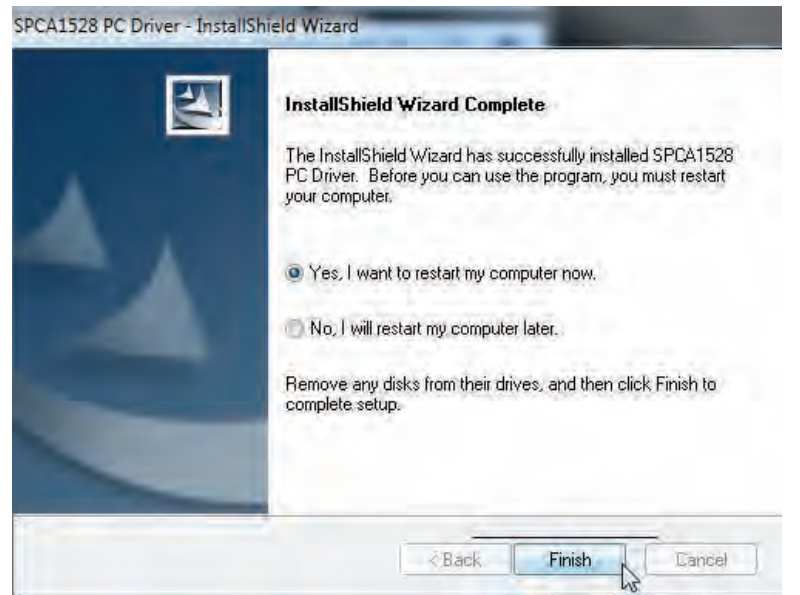 SPCA1528 PC Driver - InstallShield Wizard
InstallShield Wizard Complete
The InstallShield Wizard has successfully installed SPCA1528
PC Driver. Before you can use the program, you must restart
your computer.
Yes, I want to restart my computer now.
No, I will restart my computer later.
Remove any disks from their drives, and then click Finish to
complete setup.
< Back Finish Cancel